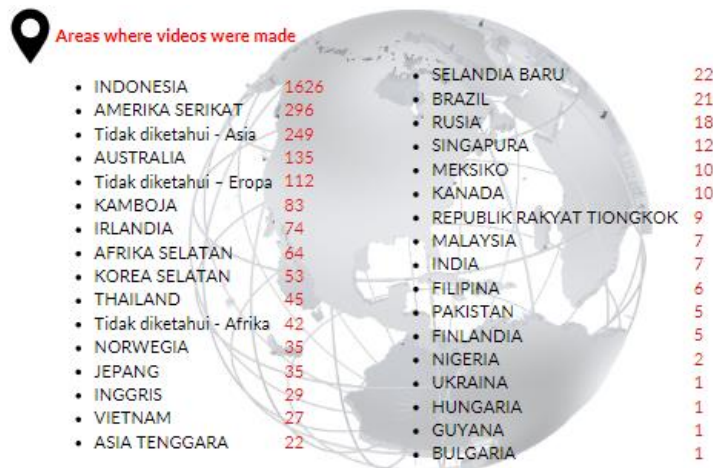 Areas where videos were made
• INDONESIA 1626
• AMERIKA SERIKAT 296
• Tidak diketahui - Asia 249
• AUSTRALIA 135
• Tidak diketahui – Eropa 112
• KAMBOJA 83
• IRLANDIA 74
• AFRIKA SELATAN 64
• KOREA SELATAN 53
• THAILAND 45
• Tidak diketahui - Afrika 42
• NORWEGIA 35
• JEPANG 35
• INGGRIS 29
• VIETNAM 27
• ASIA TENGGARA 22
• SELANDIA BARU 22
• BRAZIL 21
• RUSIA 18
• SINGAPURA 12
• MEKSIKO 10
• KANADA 10
• REPUBLIK RAKYAT TIONGKOK 9
• MALAYSIA 7
• INDIA 7
• FILIPINA 6
• PAKISTAN 5
• FINLANDIA 5
• NIGERIA 2
• UKRAINA 1
• HUNGARIA 1
• GUYANA 1
• BULGARIA 1